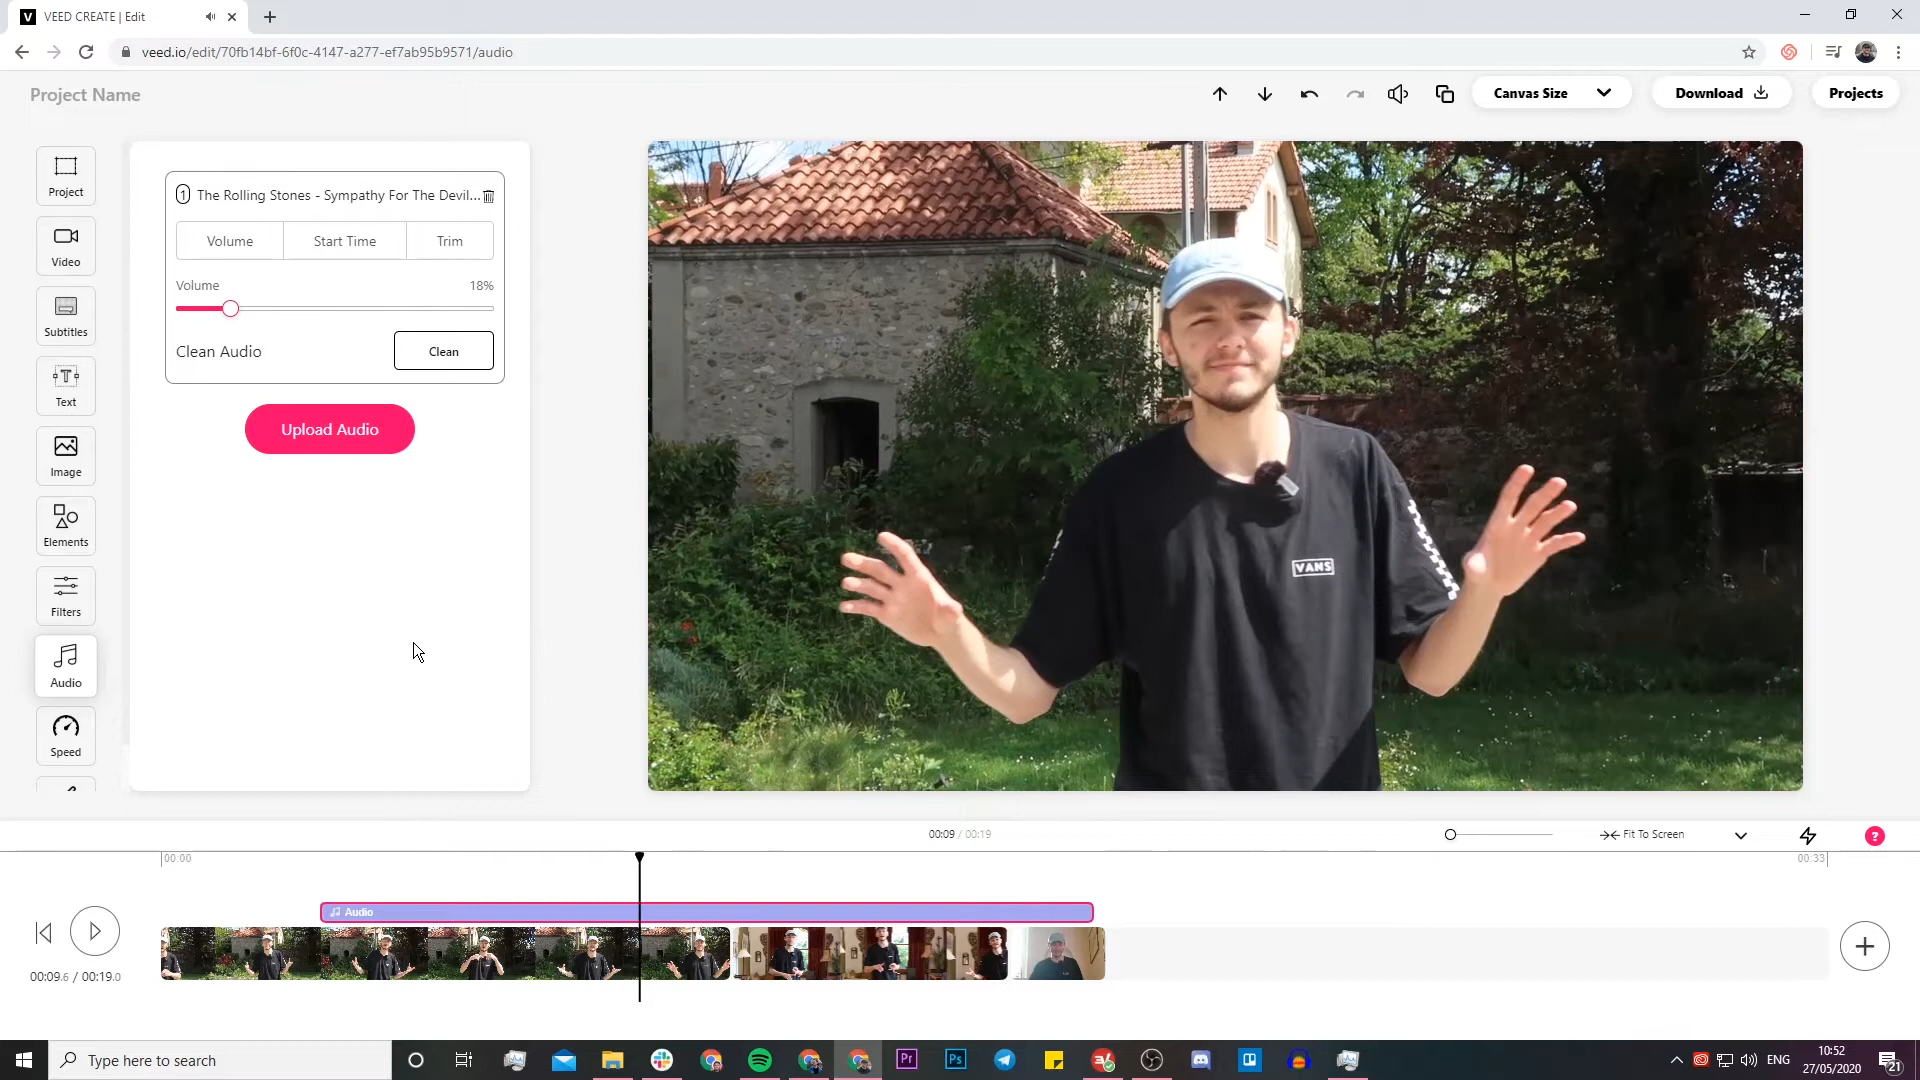 VEED CREATE | Edit
veed.io/edit/70fb14bf-6f0c-4147-a277-ef7ab95b9571/audio
Project Name
Canvas Size
Download
Projects
Project
Video
Subtitles
Text
Image
Elements
Filters
Audio
Speed
1 The Rolling Stones - Sympathy For The Devil...
Volume Start Time Trim
Volume 18%
Clean Audio Clean
Upload Audio
VANS
00:09 / 00:19
Fit To Screen
?
00:00
00:33
Audio
00:09.6 / 00:19.0
Type here to search
Pr
Ps
ENG
10:52
27/05/2020
21